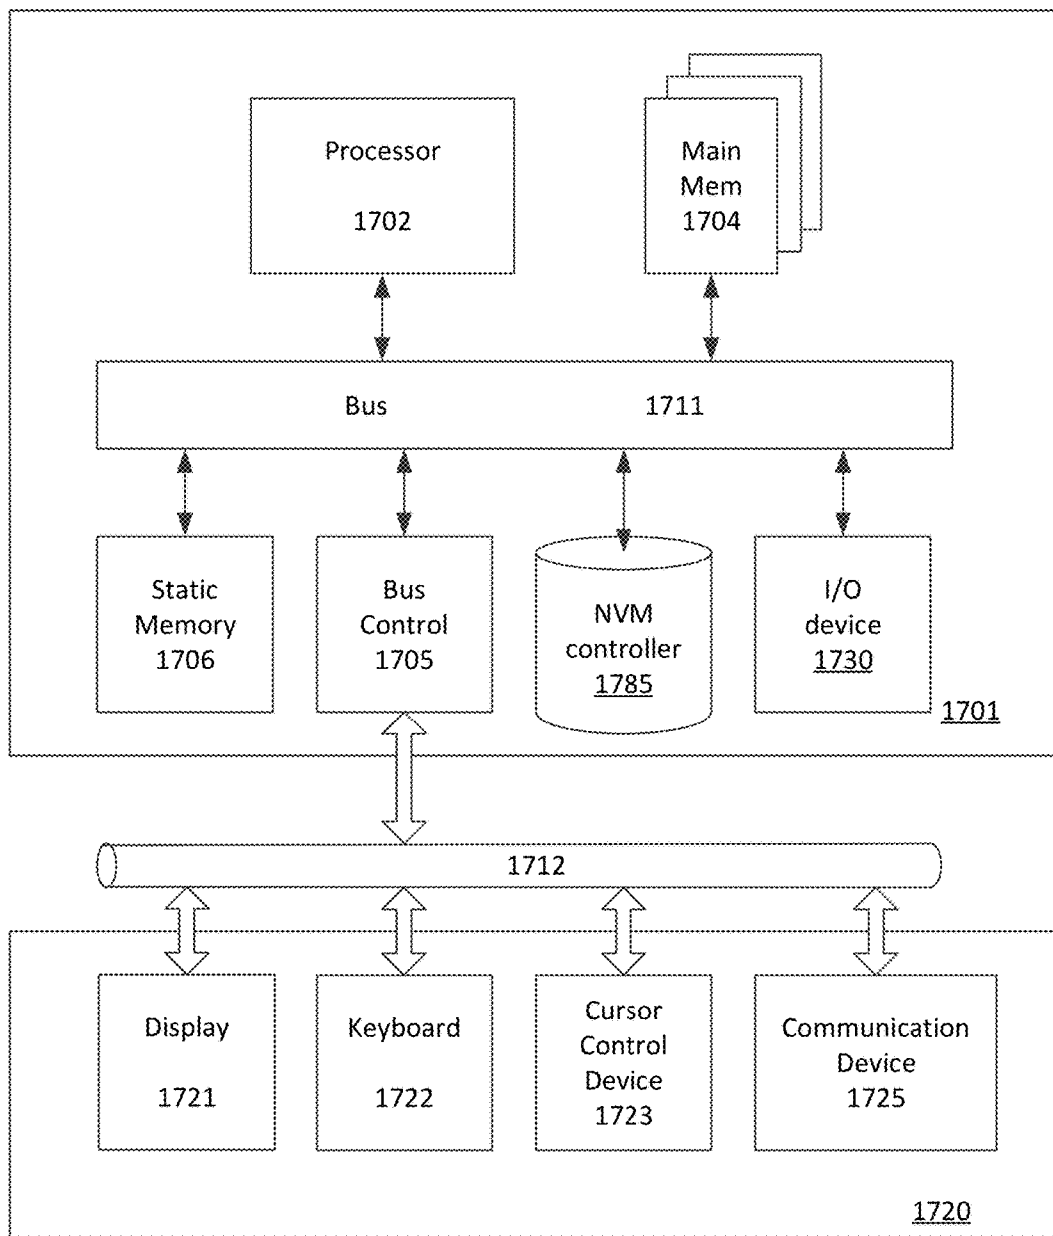 Processor
1702
Main
Mem
1704
Bus 1711
Static
Memory
1706
Bus
Control
1705
NVM
controller
1785
I/O
device
1730
1701
1712
Display
1721
Keyboard
1722
Cursor
Control
Device
1723
Communication
Device
1725
1720